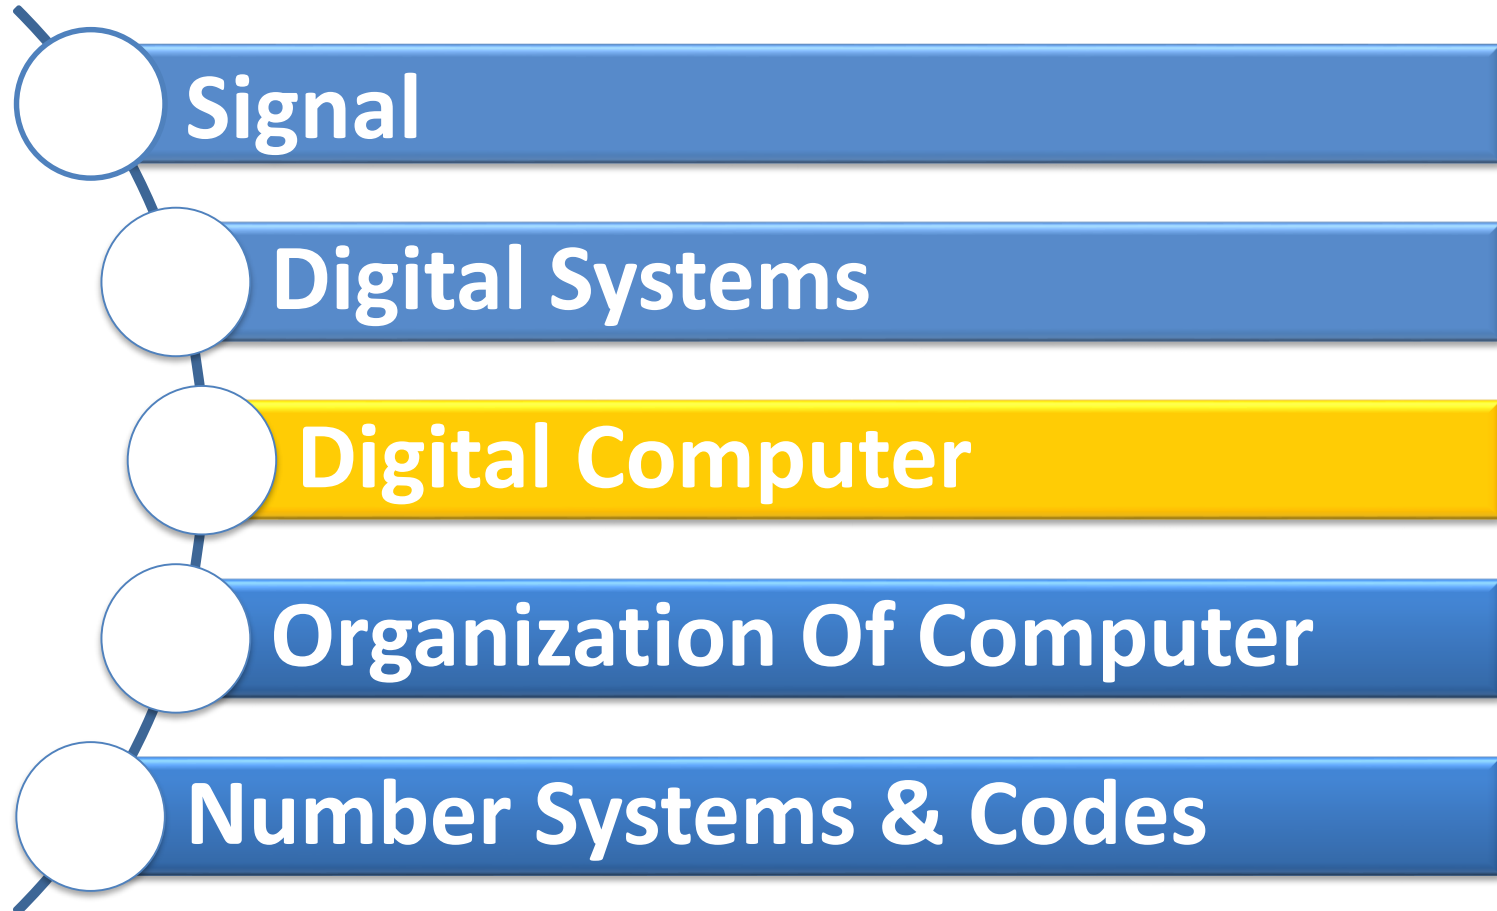 Signal
Digital Systems
Digital Computer
Organization Of Computer
Number Systems & Codes